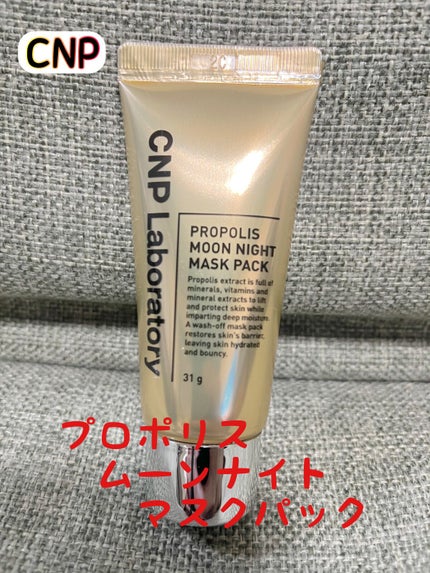 CNP
2C
CNP Laboratory
PROPOLIS
MOON NIGHT
MASK PACK
Propolis extract is full of
minerals, vitamins and
mineral extracts to lift
and protect skin while
imparting deep moisture.
A wash-off mask pack
restores skin's barrier,
leaving skin hydrated
and bouncy.
31 g
プロポリス
ムーンナイト
マスクパック